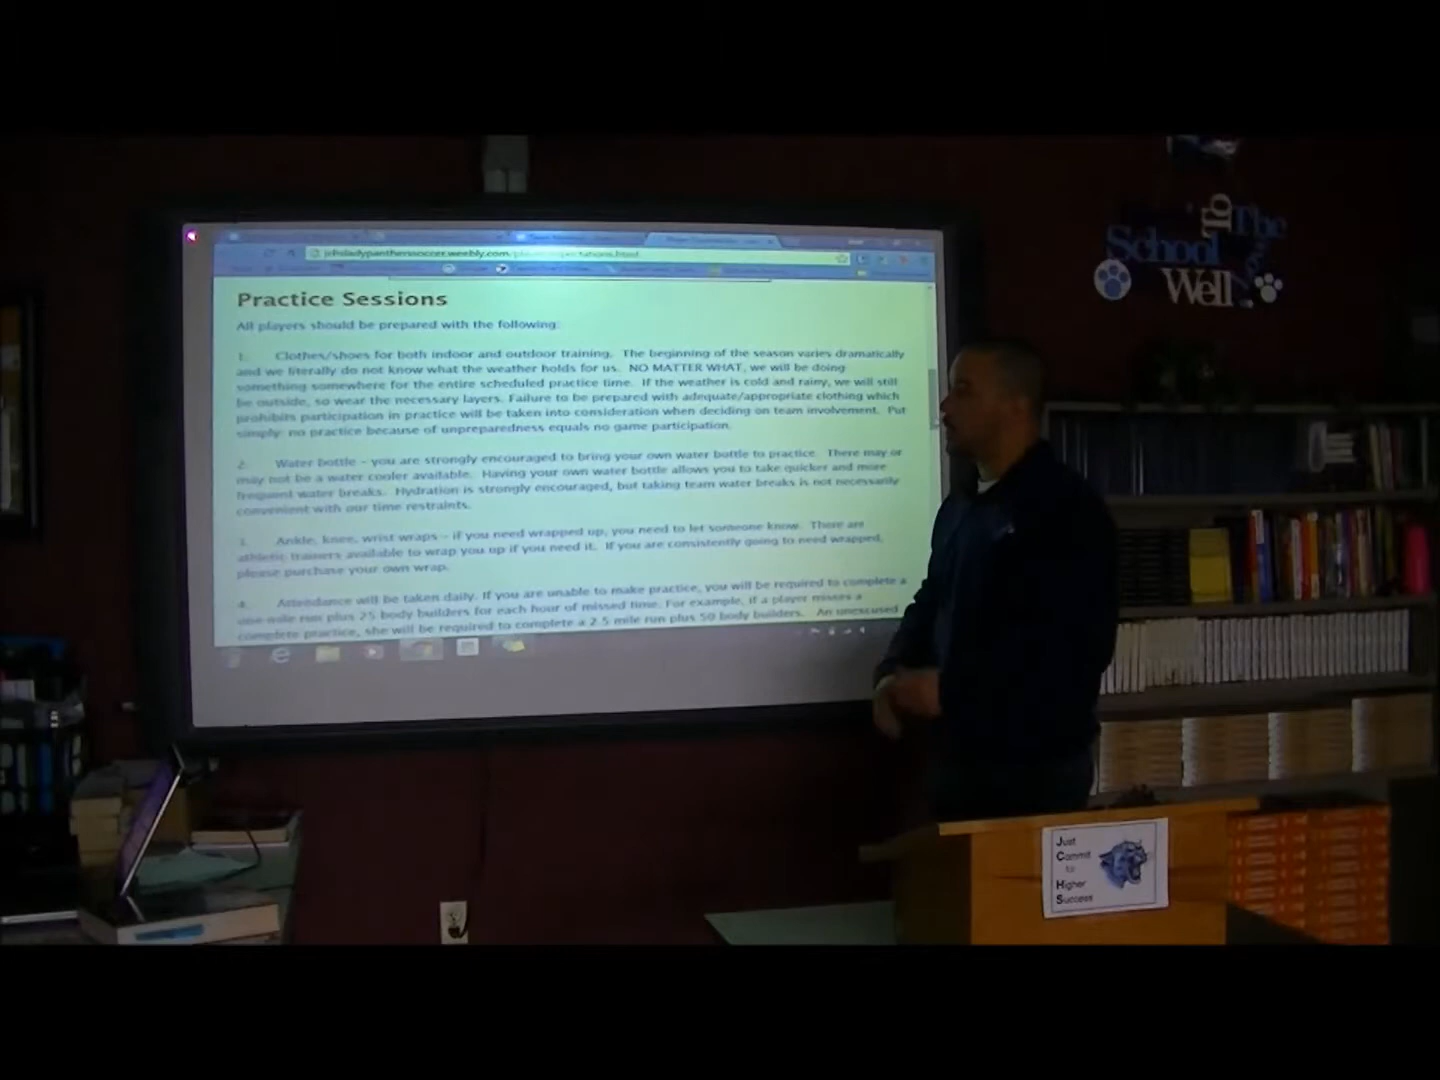 jchsladypanthersoccer.weebly.com
Practice Sessions
All players should be prepared with the following:
1. Clothes/shoes for both indoor and outdoor training. The beginning of the season varies dramatically
and we literally do not know what the weather holds for us. NO MATTER WHAT, we will be doing
something somewhere for the entire scheduled practice time. If the weather is cold and rainy, we will still
be outside, so wear the necessary layers. Failure to be prepared with adequate/appropriate clothing which
prohibits participation in practice will be taken into consideration when deciding on team involvement. Put
simply: no practice because of unpreparedness equals no game participation.
2. Water bottle – you are strongly encouraged to bring your own water bottle to practice. There may or
may not be a water cooler available. Having your own water bottle allows you to take quicker and more
frequent water breaks. Hydration is strongly encouraged, but taking team water breaks is not necessarily
convenient with our time restraints.
3. Ankle, knee, wrist wraps – if you need wrapped up, you need to let someone know. There are
athletic trainers available to wrap you up if you need it. If you are consistently going to need wrapped,
please purchase your own wrap.
4. Attendance will be taken daily. If you are unable to make practice, you will be required to complete a
one mile run plus 25 body builders for each hour of missed time. For example, if a player misses a
complete practice, she will be required to complete a 2.5 mile run plus 50 body builders. An unexcused
School To The
Well
Just
Commit
to
Higher
Success